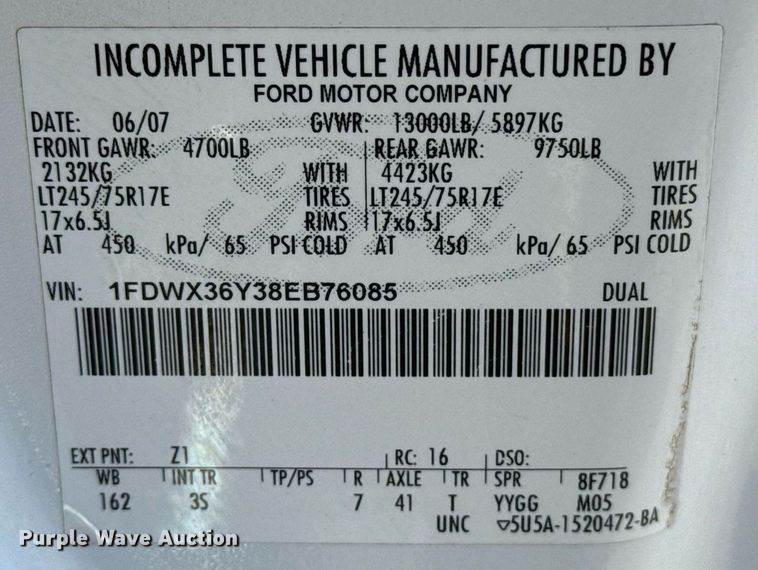 INCOMPLETE VEHICLE MANUFACTURED BY
FORD MOTOR COMPANY
DATE: 06/07 GVWR: 13000LB/ 5897KG
FRONT GAWR: 4700LB REAR GAWR: 9750LB
2132KG WITH 4423KG WITH
LT245/75R17E TIRES LT245/75R17E TIRES
17x6.5J RIMS 17x6.5J RIMS
AT 450 kPa/ 65 PSI COLD AT 450 kPa/ 65 PSI COLD
VIN: 1FDWX36Y38EB76085 DUAL
EXT PNT: Z1 RC: 16 DSO:
WB INT TR TP/PS R AXLE TR SPR 8F718
162 3S 7 41 T YYGG M05
UNC ▽5U5A-1520472-BA
Purple Wave Auction